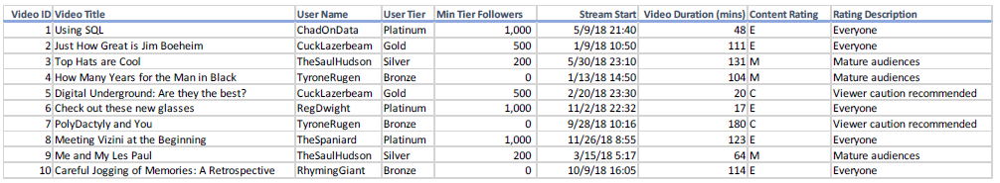 Video ID Video Title User Name User Tier Min Tier Followers Stream Start Video Duration (mins) Content Rating Rating Description
1 Using SQL ChadOnData Platinum 1,000 5/9/18 21:40 48 E Everyone
2 Just How Great is Jim Boeheim CuckLazerbeam Gold 500 1/9/18 10:50 111 E Everyone
3 Top Hats are Cool TheSaulHudson Silver 200 5/30/18 23:10 131 M Mature audiences
4 How Many Years for the Man in Black TyroneRugen Bronze 0 1/13/18 14:50 104 M Mature audiences
5 Digital Underground: Are they the best? CuckLazerbeam Gold 500 2/20/18 23:30 20 C Viewer caution recommended
6 Check out these new glasses RegDwight Platinum 1,000 11/2/18 22:32 17 E Everyone
7 PolyDactyly and You TyroneRugen Bronze 0 9/28/18 10:16 180 C Viewer caution recommended
8 Meeting Vizini at the Beginning TheSpaniard Platinum 1,000 11/26/18 8:55 123 E Everyone
9 Me and My Les Paul TheSaulHudson Silver 200 3/15/18 5:17 64 M Mature audiences
10 Careful Jogging of Memories: A Retrospective RhymingGiant Bronze 0 10/9/18 16:05 114 E Everyone